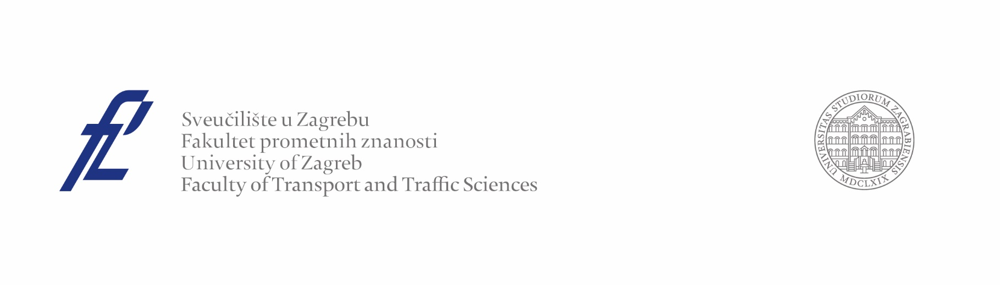 Sveučilište u Zagrebu
Fakultet prometnih znanosti
University of Zagreb
Faculty of Transport and Traffic Sciences
UNIVERSITAS STUDIORUM ZAGRABIENSIS
MDCLXIX